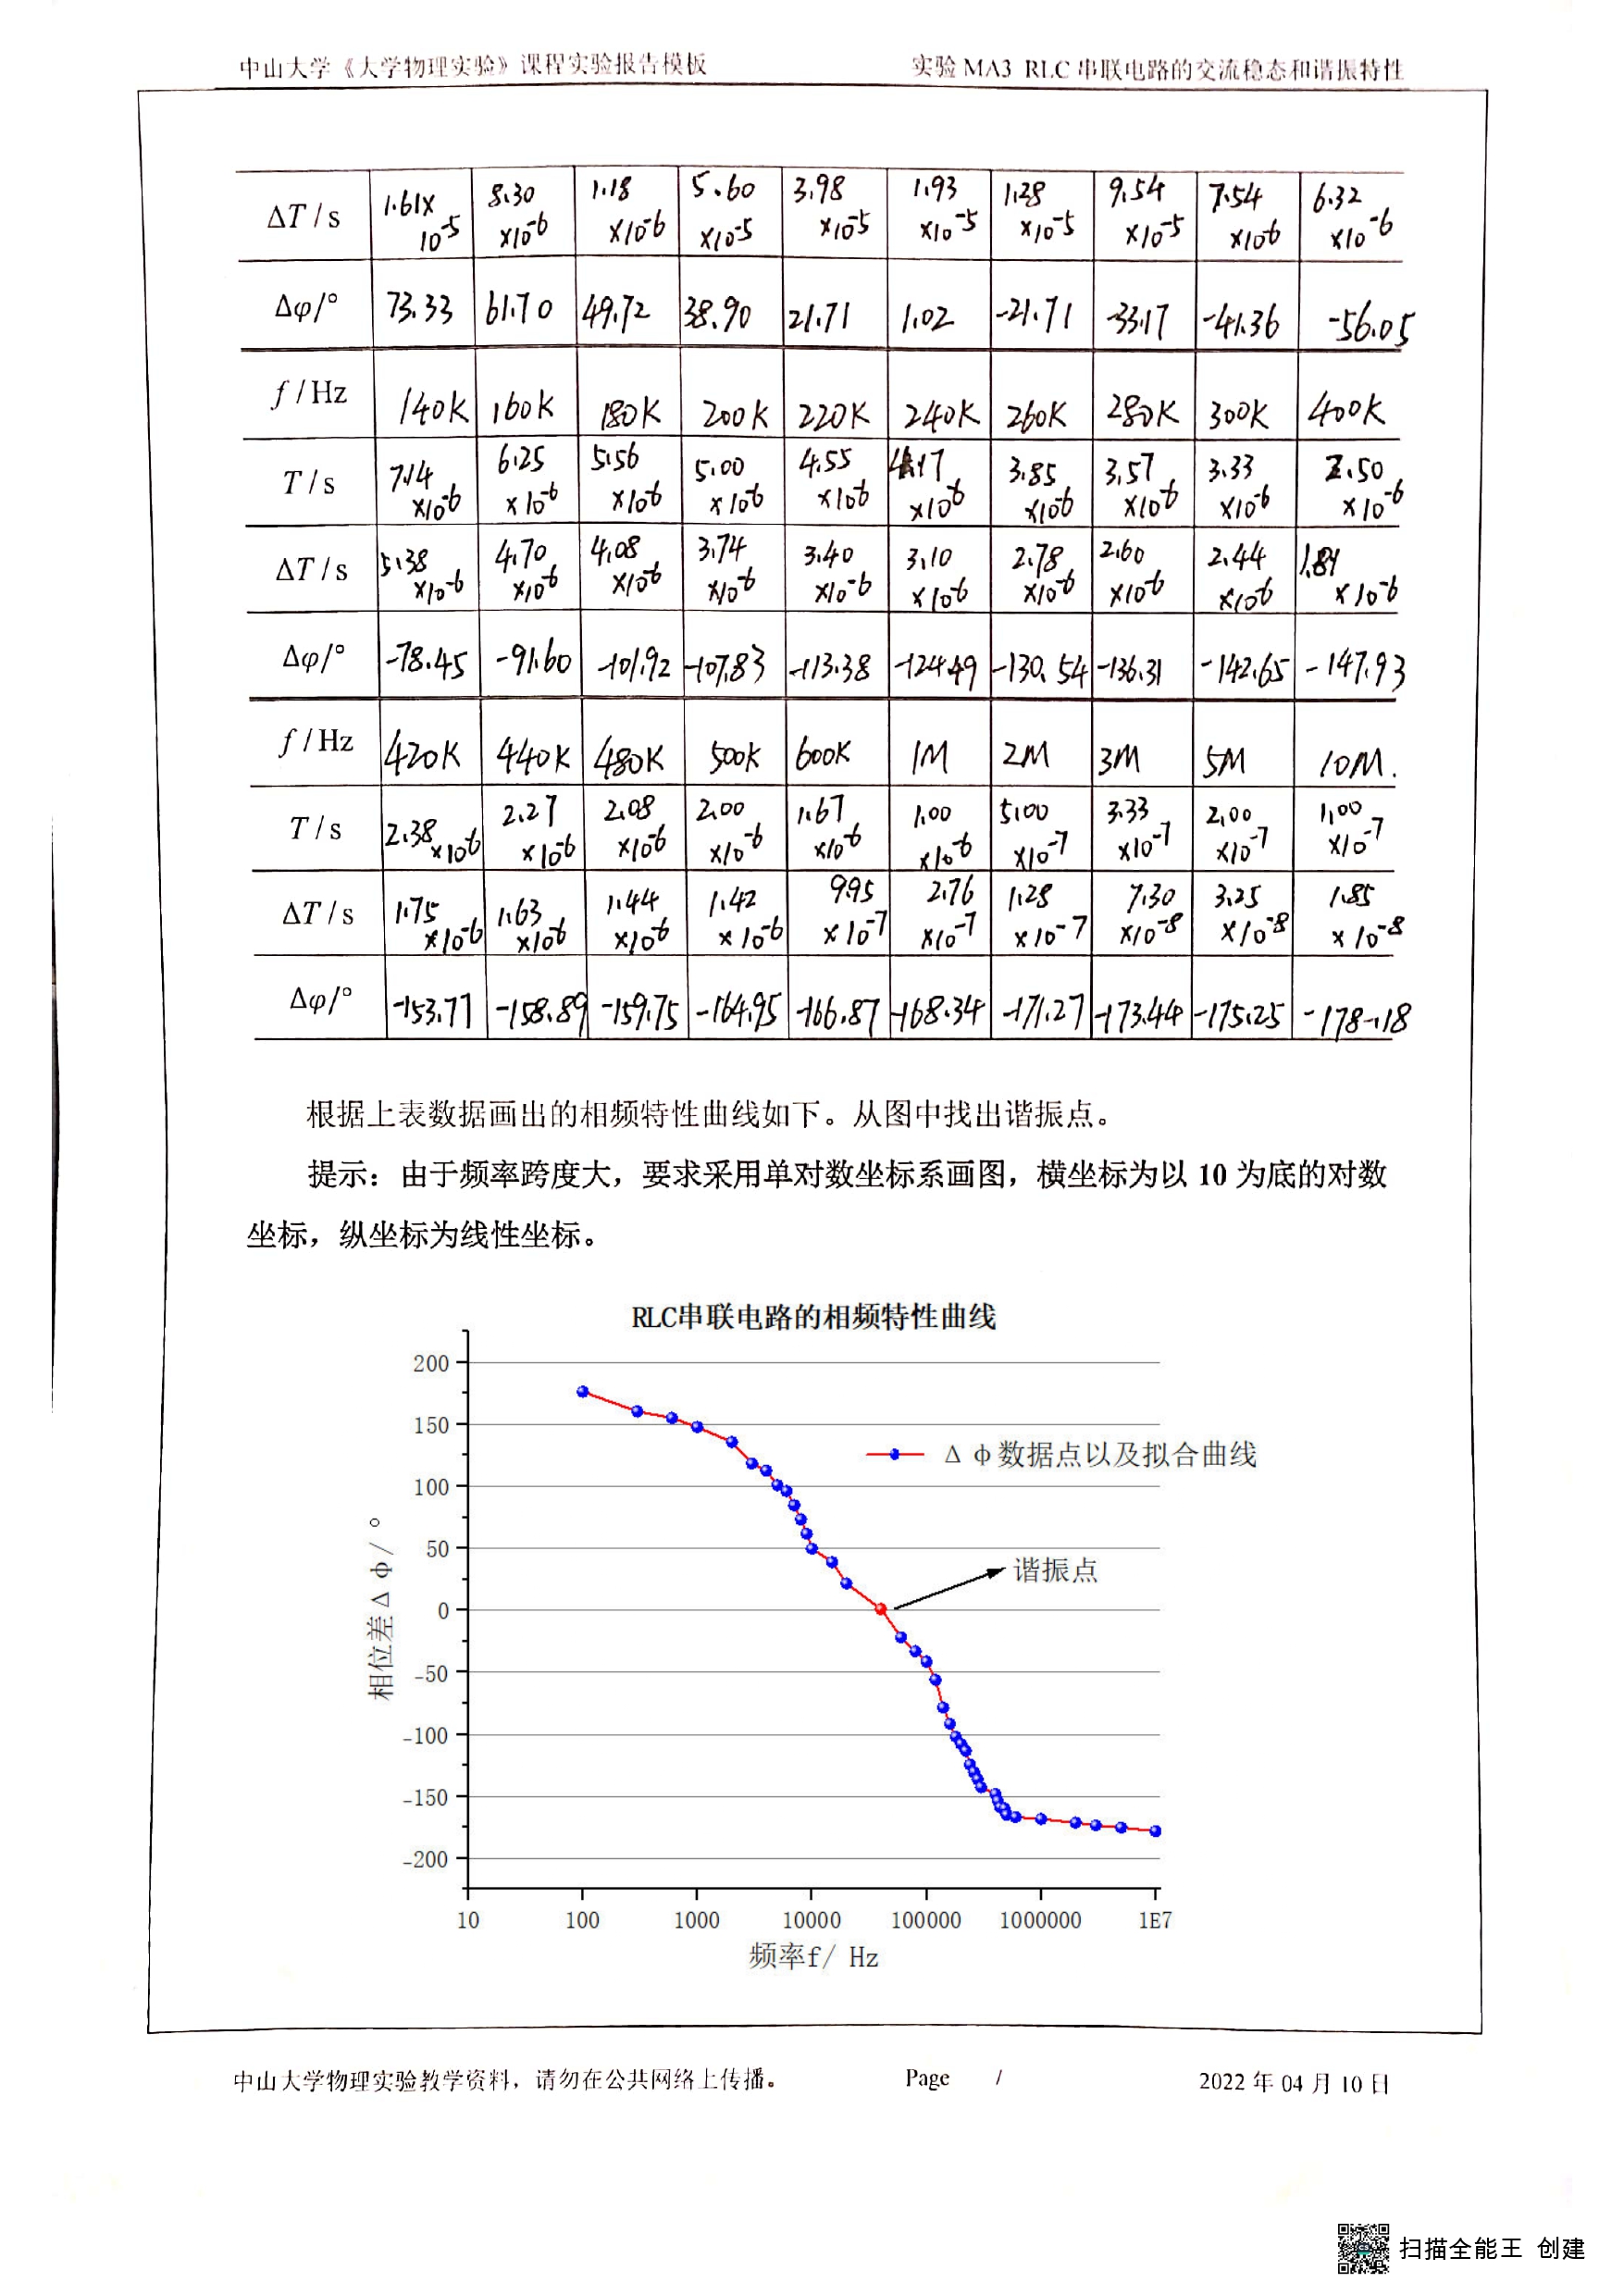 中山大学《大学物理实验》课程实验报告模板 实验 MA3 RLC 串联电路的交流稳态和谐振特性
ΔT / s 1.61×10⁻⁵ 8.30×10⁻⁶ 1.18×10⁻⁶ 5.60×10⁻⁵ 3.98×10⁻⁵ 1.93×10⁻⁵ 1.28×10⁻⁵ 9.54×10⁻⁵ 7.54×10⁻⁶ 6.32×10⁻⁶
Δφ/° 73.33 61.70 49.72 38.90 21.71 1.02 -21.71 -33.17 -41.36 -56.05
f / Hz 140K 160K 180K 200K 220K 240K 260K 280K 300K 400K
T / s 7.14×10⁻⁶ 6.25×10⁻⁶ 5.56×10⁻⁶ 5.00×10⁻⁶ 4.55×10⁻⁶ 4.17×10⁻⁶ 3.85×10⁻⁶ 3.57×10⁻⁶ 3.33×10⁻⁶ 2.50×10⁻⁶
ΔT / s 5.38×10⁻⁶ 4.70×10⁻⁶ 4.08×10⁻⁶ 3.74×10⁻⁶ 3.40×10⁻⁶ 3.10×10⁻⁶ 2.78×10⁻⁶ 2.60×10⁻⁶ 2.44×10⁻⁶ 1.81×10⁻⁶
Δφ/° -78.45 -91.60 -101.92 -107.83 -113.38 -124.49 -130.54 -136.31 -142.65 -147.93
f / Hz 420K 440K 480K 500K 600K 1M 2M 3M 5M 10M.
T / s 2.38×10⁻⁶ 2.27×10⁻⁶ 2.08×10⁻⁶ 2.00×10⁻⁶ 1.67×10⁻⁶ 1.00×10⁻⁶ 5.00×10⁻⁷ 3.33×10⁻⁷ 2.00×10⁻⁷ 1.00×10⁻⁷
ΔT / s 1.75×10⁻⁶ 1.63×10⁻⁶ 1.44×10⁻⁶ 1.42×10⁻⁶ 9.95×10⁻⁷ 2.76×10⁻⁷ 1.28×10⁻⁷ 7.30×10⁻⁸ 3.25×10⁻⁸ 1.85×10⁻⁸
Δφ/° -153.77 -158.89 -159.75 -164.95 -166.87 -168.34 -171.27 -173.44 -175.25 -178.18
根据上表数据画出的相频特性曲线如下。从图中找出谐振点。
提示：由于频率跨度大，要求采用单对数坐标系画图，横坐标为以 10 为底的对数
坐标，纵坐标为线性坐标。
RLC串联电路的相频特性曲线
200
150
Δφ数据点以及拟合曲线
100
50
谐振点
0
-50
-100
-150
-200
相位差Δφ/°
10 100 1000 10000 100000 1000000 1E7
频率f/ Hz
中山大学物理实验教学资料，请勿在公共网络上传播。 Page / 2022 年 04 月 10 日
扫描全能王 创建